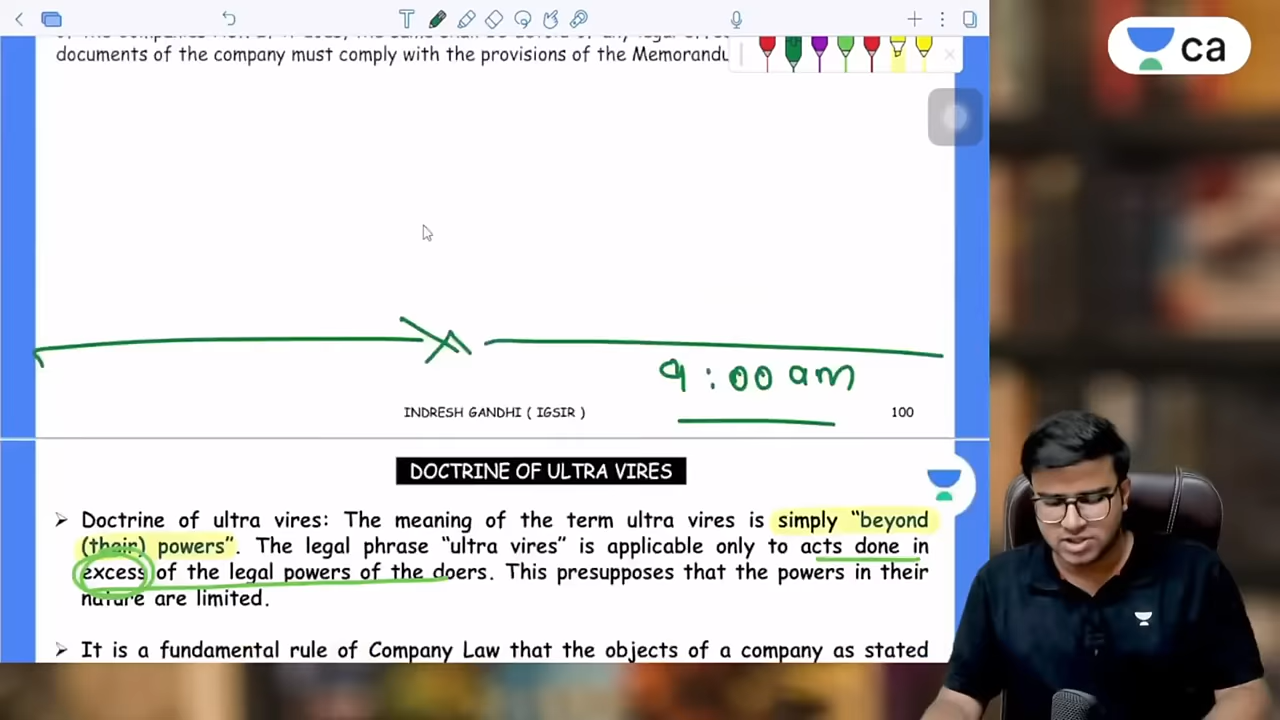 ca
documents of the company must comply with the provisions of the Memorandu
9:00 am
INDRESH GANDHI ( IGSIR )
100
DOCTRINE OF ULTRA VIRES
➢ Doctrine of ultra vires: The meaning of the term ultra vires is simply “beyond
(their) powers”. The legal phrase “ultra vires” is applicable only to acts done in
excess of the legal powers of the doers. This presupposes that the powers in their
nature are limited.
➢ It is a fundamental rule of Company Law that the objects of a company as stated